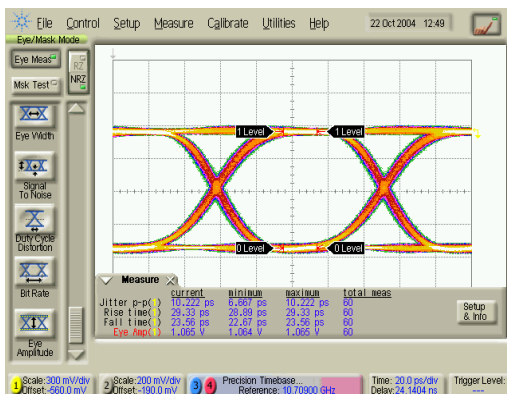 File Control Setup Measure Calibrate Utilities Help 22 Oct 2004 12:49
Eye/Mask Mode
Eye Meas
RZ
NRZ
Msk Test
Eye Width
Signal
To Noise
Duty Cycle
Distortion
Bit Rate
Eye
Amplitude
1 Level 1 Level
0 Level 0 Level
Measure
current minimum maximum total meas
Jitter p-p( ) 10.222 ps 6.667 ps 10.222 ps 60
Rise time( ) 29.33 ps 28.89 ps 29.33 ps 60
Fall time( ) 23.56 ps 22.67 ps 23.56 ps 60
Eye Amp( ) 1.065 V 1.064 V 1.065 V 60
Setup
& Info
1 Scale:300 mV/div 2 Scale:200 mV/div 3 4 Precision Timebase... Time: 20.0 ps/div Trigger Level:
Offset:-560.0 mV Offset:-190.0 mV Reference: 10.70900 GHz Delay:24.1404 ns ---